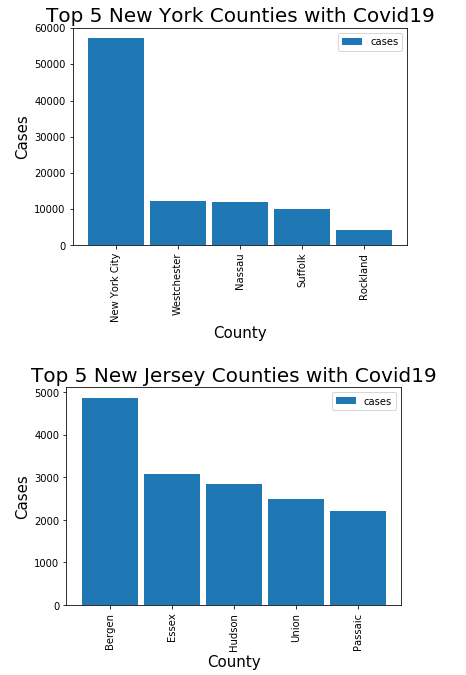 Top 5 New York Counties with Covid19
60000
cases
50000
40000
30000
20000
10000
0
Cases
New York City
Westchester
Nassau
Suffolk
Rockland
County
Top 5 New Jersey Counties with Covid19
5000
cases
4000
3000
2000
1000
0
Cases
Bergen
Essex
Hudson
Union
Passaic
County